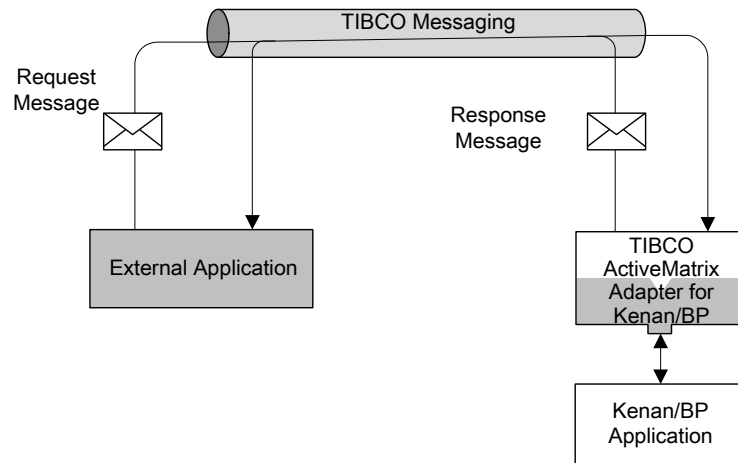 TIBCO Messaging
Request
Message
Response
Message
External Application
TIBCO
ActiveMatrix
Adapter for
Kenan/BP
Kenan/BP
Application